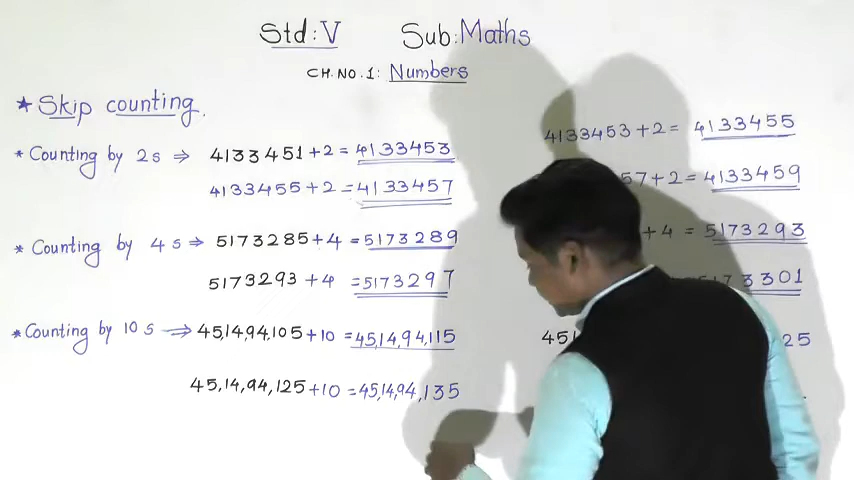 Std: V Sub: Maths
CH. NO. 1: Numbers
* Skip counting.
* Counting by 2s ⇒ 4133451 + 2 = 4133453 4133453 + 2 = 4133455
4133455 + 2 = 4133457 57 + 2 = 4133459
* Counting by 4s ⇒ 5173285 + 4 = 5173289 + 4 = 5173293
5173293 + 4 = 5173297 = 5173301
* Counting by 10s ⇒ 45,14,94,105 + 10 = 45,14,94,115 451 25
45,14,94,125 + 10 = 45,14,94,135